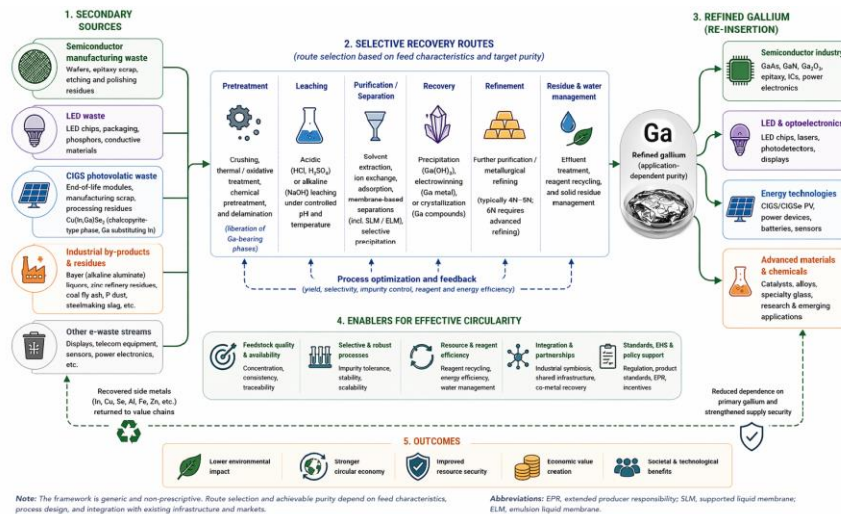 1. SECONDARY
SOURCES
Semiconductor
manufacturing waste
Wafers, epitaxy scrap,
etching and polishing
residues
LED waste
LED chips, packaging,
phosphors, conductive
materials
CIGS photovoltaic waste
End-of-life modules,
manufacturing scrap,
processing residues
Cu(In,Ga)Se₂ (chalcopyrite-
type phase, Ga substituting In)
Industrial by-products
& residues
Bayer (alkaline aluminate)
liquors, zinc refinery residues,
coal fly ash, P dust,
steelmaking slag, etc.
Other e-waste streams
Displays, telecom equipment,
sensors, power electronics,
etc.
2. SELECTIVE RECOVERY ROUTES
(route selection based on feed characteristics and target purity)
Pretreatment
Crushing,
thermal / oxidative
treatment,
chemical
pretreatment,
and delamination
(liberation of
Ga-bearing
phases)
Leaching
Acidic
(HCl, H₂SO₄)
or alkaline
(NaOH) leaching
under controlled
pH and
temperature
Purification /
Separation
Solvent
extraction,
ion exchange,
adsorption,
membrane-based
separations
(incl. SLM / ELM),
selective
precipitation
Recovery
Precipitation
(Ga(OH)₃),
electrowinning
(Ga metal),
or crystallization
(Ga compounds)
Refinement
Further purification /
metallurgical
refining
(typically 4N–5N;
6N requires
advanced
refining)
Residue & water
management
Effluent
treatment,
reagent recycling,
and solid residue
management
Process optimization and feedback
(yield, selectivity, impurity control, reagent and energy efficiency)
Ga
Refined gallium
(application-
dependent purity)
3. REFINED GALLIUM
(RE-INSERTION)
Semiconductor industry
GaAs, GaN, Ga₂O₃,
epitaxy, ICs, power
electronics
LED & optoelectronics
LED chips, lasers,
photodetectors,
displays
Energy technologies
CIGS/CIGSe PV,
power devices,
batteries, sensors
Advanced materials
& chemicals
Catalysts, alloys,
specialty glass,
research & emerging
applications
4. ENABLERS FOR EFFECTIVE CIRCULARITY
Feedstock quality
& availability
Concentration,
consistency,
traceability
Selective & robust
processes
Impurity tolerance,
stability,
scalability
Resource & reagent
efficiency
Reagent recycling,
energy efficiency,
water management
Integration &
partnerships
Industrial symbiosis,
shared infrastructure,
co-metal recovery
Standards, EHS &
policy support
Regulation, product
standards, EPR,
incentives
Recovered side metals
(In, Cu, Se, Al, Fe, Zn, etc.)
returned to value chains
Reduced dependence on
primary gallium and
strengthened supply security
5. OUTCOMES
Lower environmental
impact
Stronger
circular economy
Improved
resource security
Economic value
creation
Societal & technological
benefits
Note: The framework is generic and non-prescriptive. Route selection and achievable purity depend on feed characteristics,
process design, and integration with existing infrastructure and markets.
Abbreviations: EPR, extended producer responsibility; SLM, supported liquid membrane;
ELM, emulsion liquid membrane.